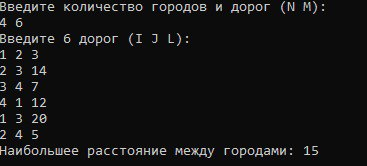 Введите количество городов и дорог (N M):
4 6
Введите 6 дорог (I J L):
1 2 3
2 3 14
3 4 7
4 1 12
1 3 20
2 4 5
Наибольшее расстояние между городами: 15